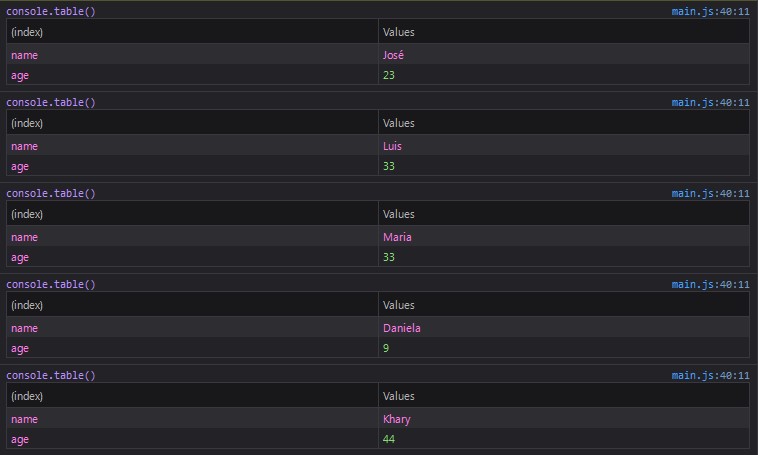 console.table() main.js:40:11
(index) Values
name José
age 23
console.table() main.js:40:11
(index) Values
name Luis
age 33
console.table() main.js:40:11
(index) Values
name Maria
age 33
console.table() main.js:40:11
(index) Values
name Daniela
age 9
console.table() main.js:40:11
(index) Values
name Khary
age 44